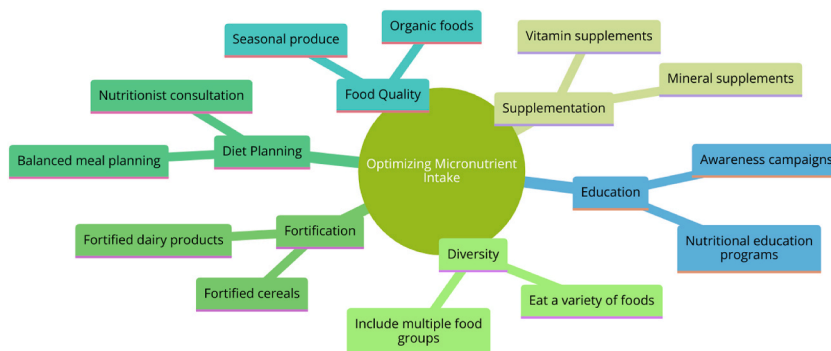 Optimizing Micronutrient
Intake
Food Quality
Seasonal produce
Organic foods
Supplementation
Vitamin supplements
Mineral supplements
Education
Awareness campaigns
Nutritional education
programs
Diversity
Eat a variety of foods
Include multiple food
groups
Fortification
Fortified dairy products
Fortified cereals
Diet Planning
Nutritionist consultation
Balanced meal planning